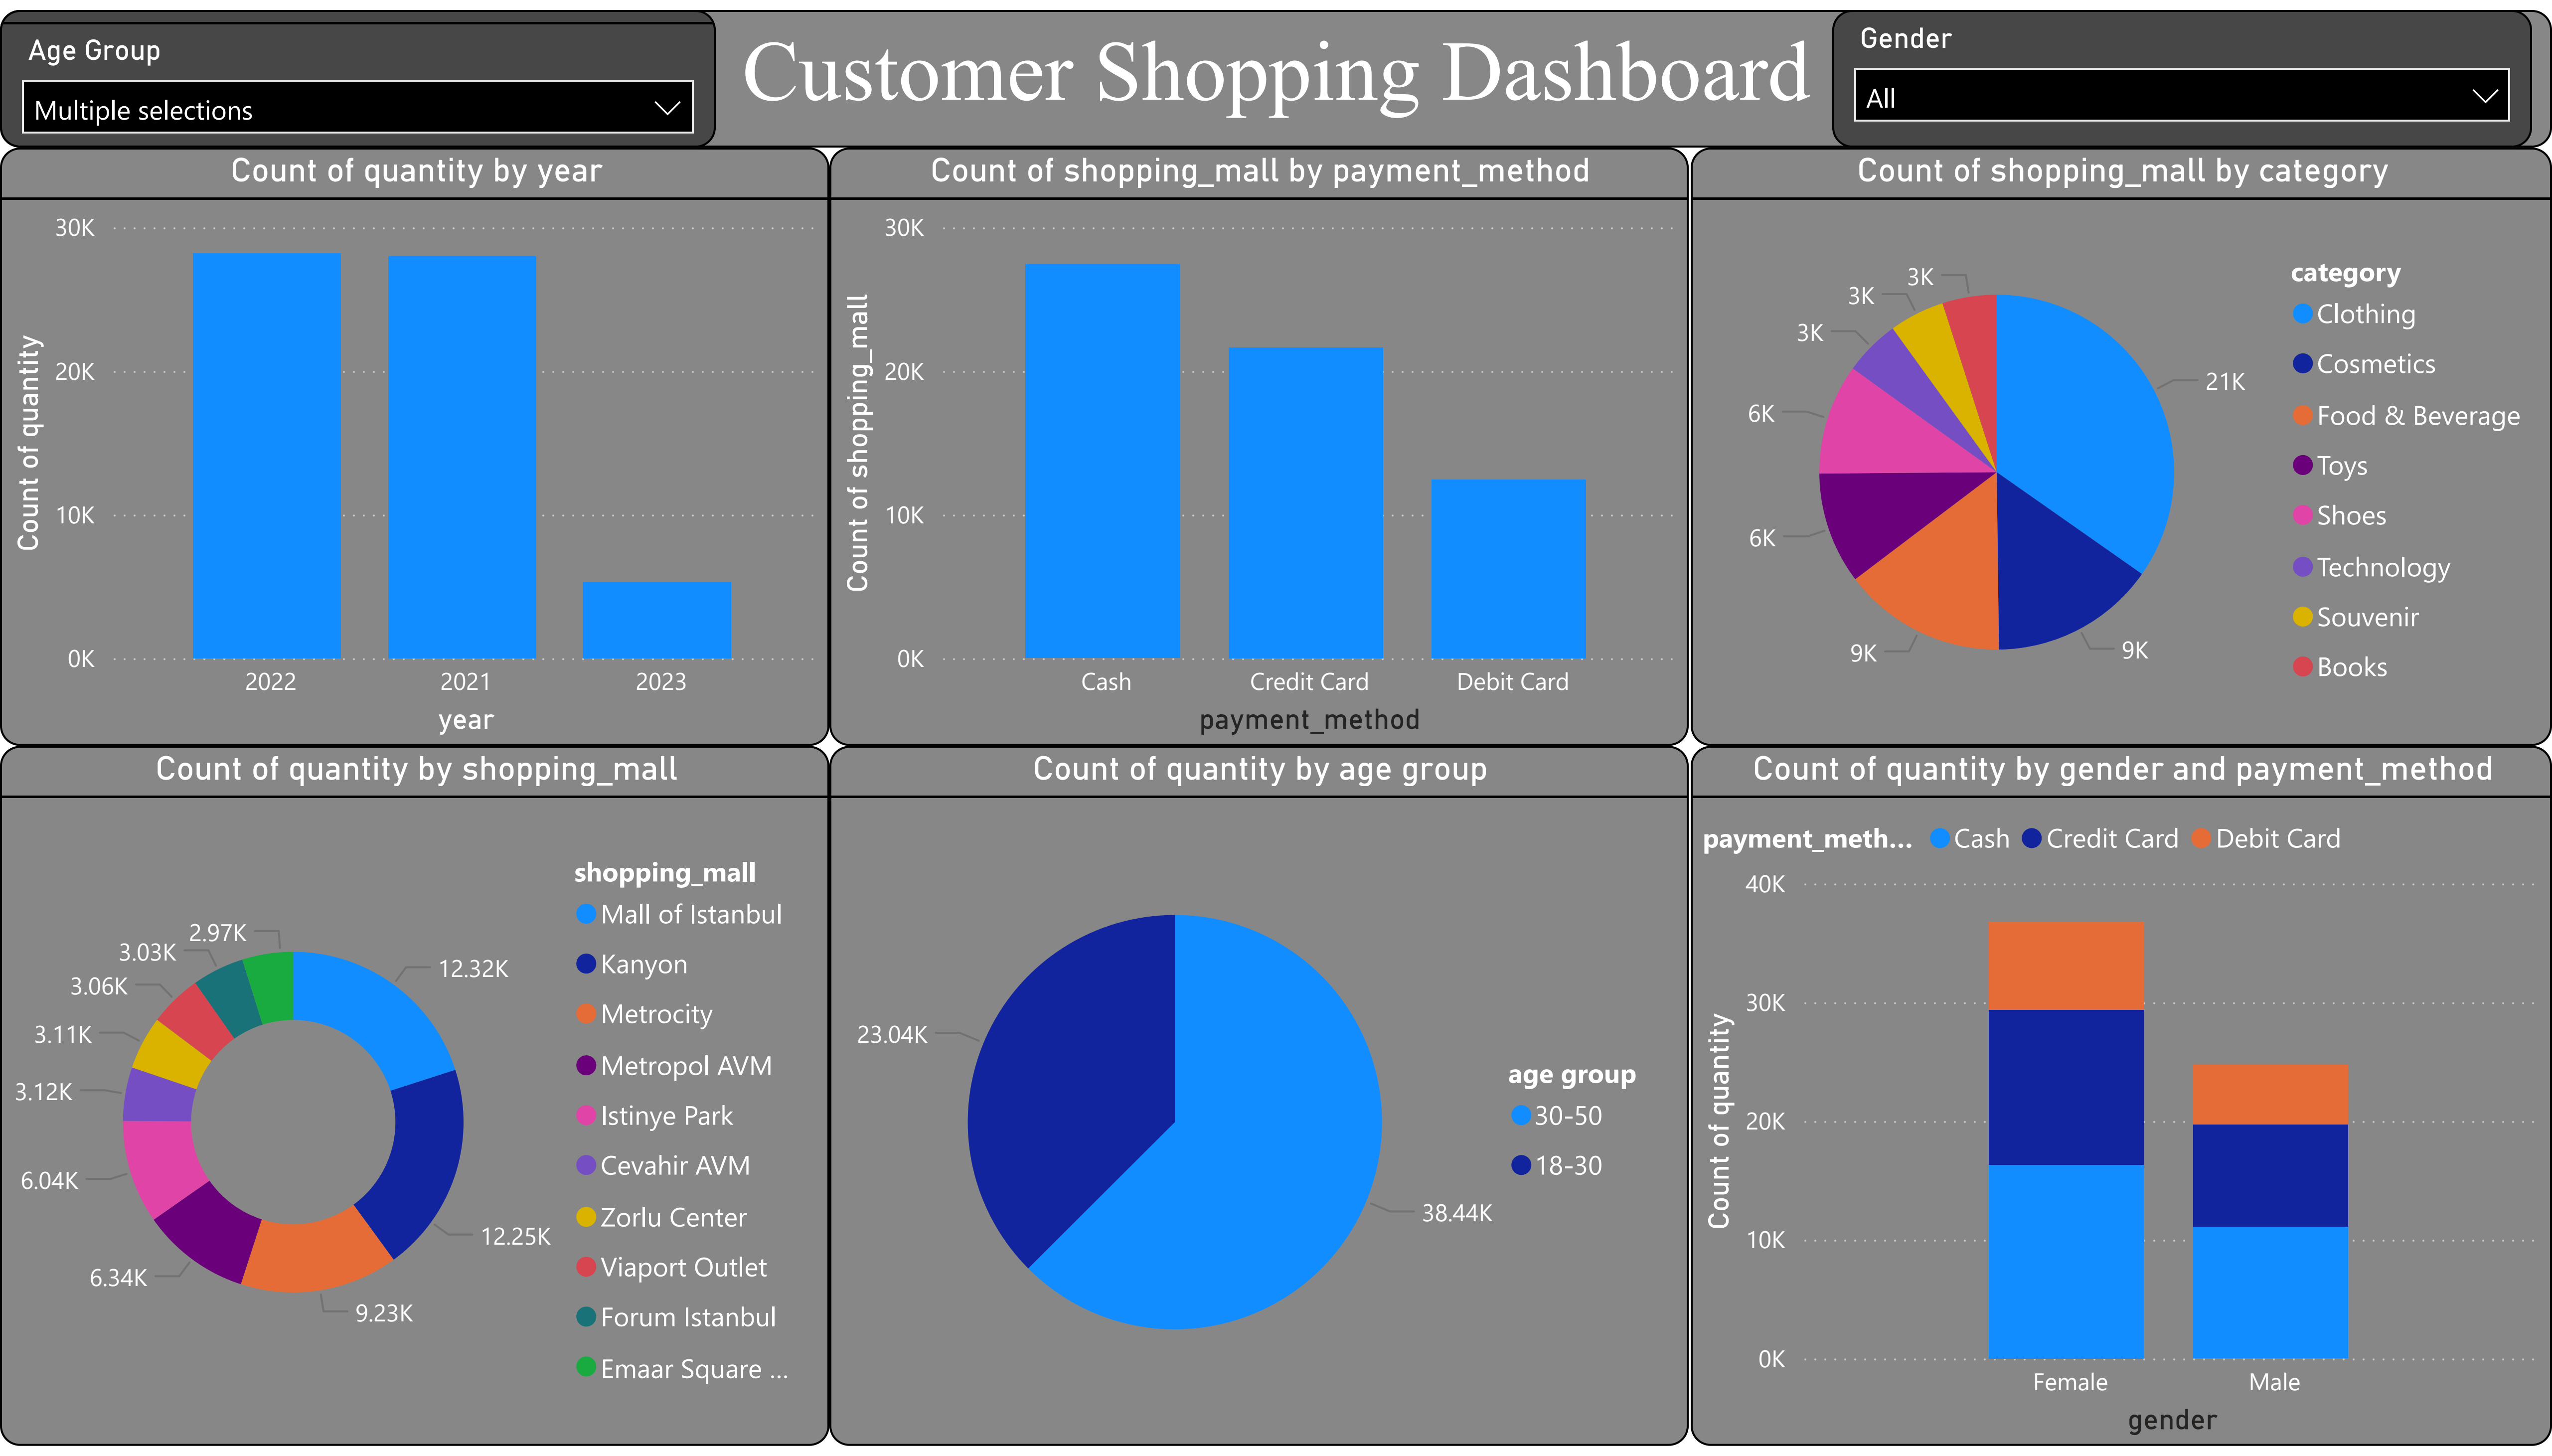 Age Group
Multiple selections
Customer Shopping Dashboard
Gender
All
Count of quantity by year
30K
20K
10K
0K
Count of quantity
2022
2021
2023
year
Count of shopping_mall by payment_method
30K
20K
10K
0K
Count of shopping_mall
Cash
Credit Card
Debit Card
payment_method
Count of shopping_mall by category
3K
3K
3K
6K
6K
9K
9K
21K
category
Clothing
Cosmetics
Food & Beverage
Toys
Shoes
Technology
Souvenir
Books
Count of quantity by shopping_mall
2.97K
3.03K
3.06K
3.11K
3.12K
6.04K
6.34K
9.23K
12.25K
12.32K
shopping_mall
Mall of Istanbul
Kanyon
Metrocity
Metropol AVM
Istinye Park
Cevahir AVM
Zorlu Center
Viaport Outlet
Forum Istanbul
Emaar Square ...
Count of quantity by age group
23.04K
38.44K
age group
30-50
18-30
Count of quantity by gender and payment_method
payment_meth... Cash Credit Card Debit Card
40K
30K
20K
10K
0K
Count of quantity
Female
Male
gender